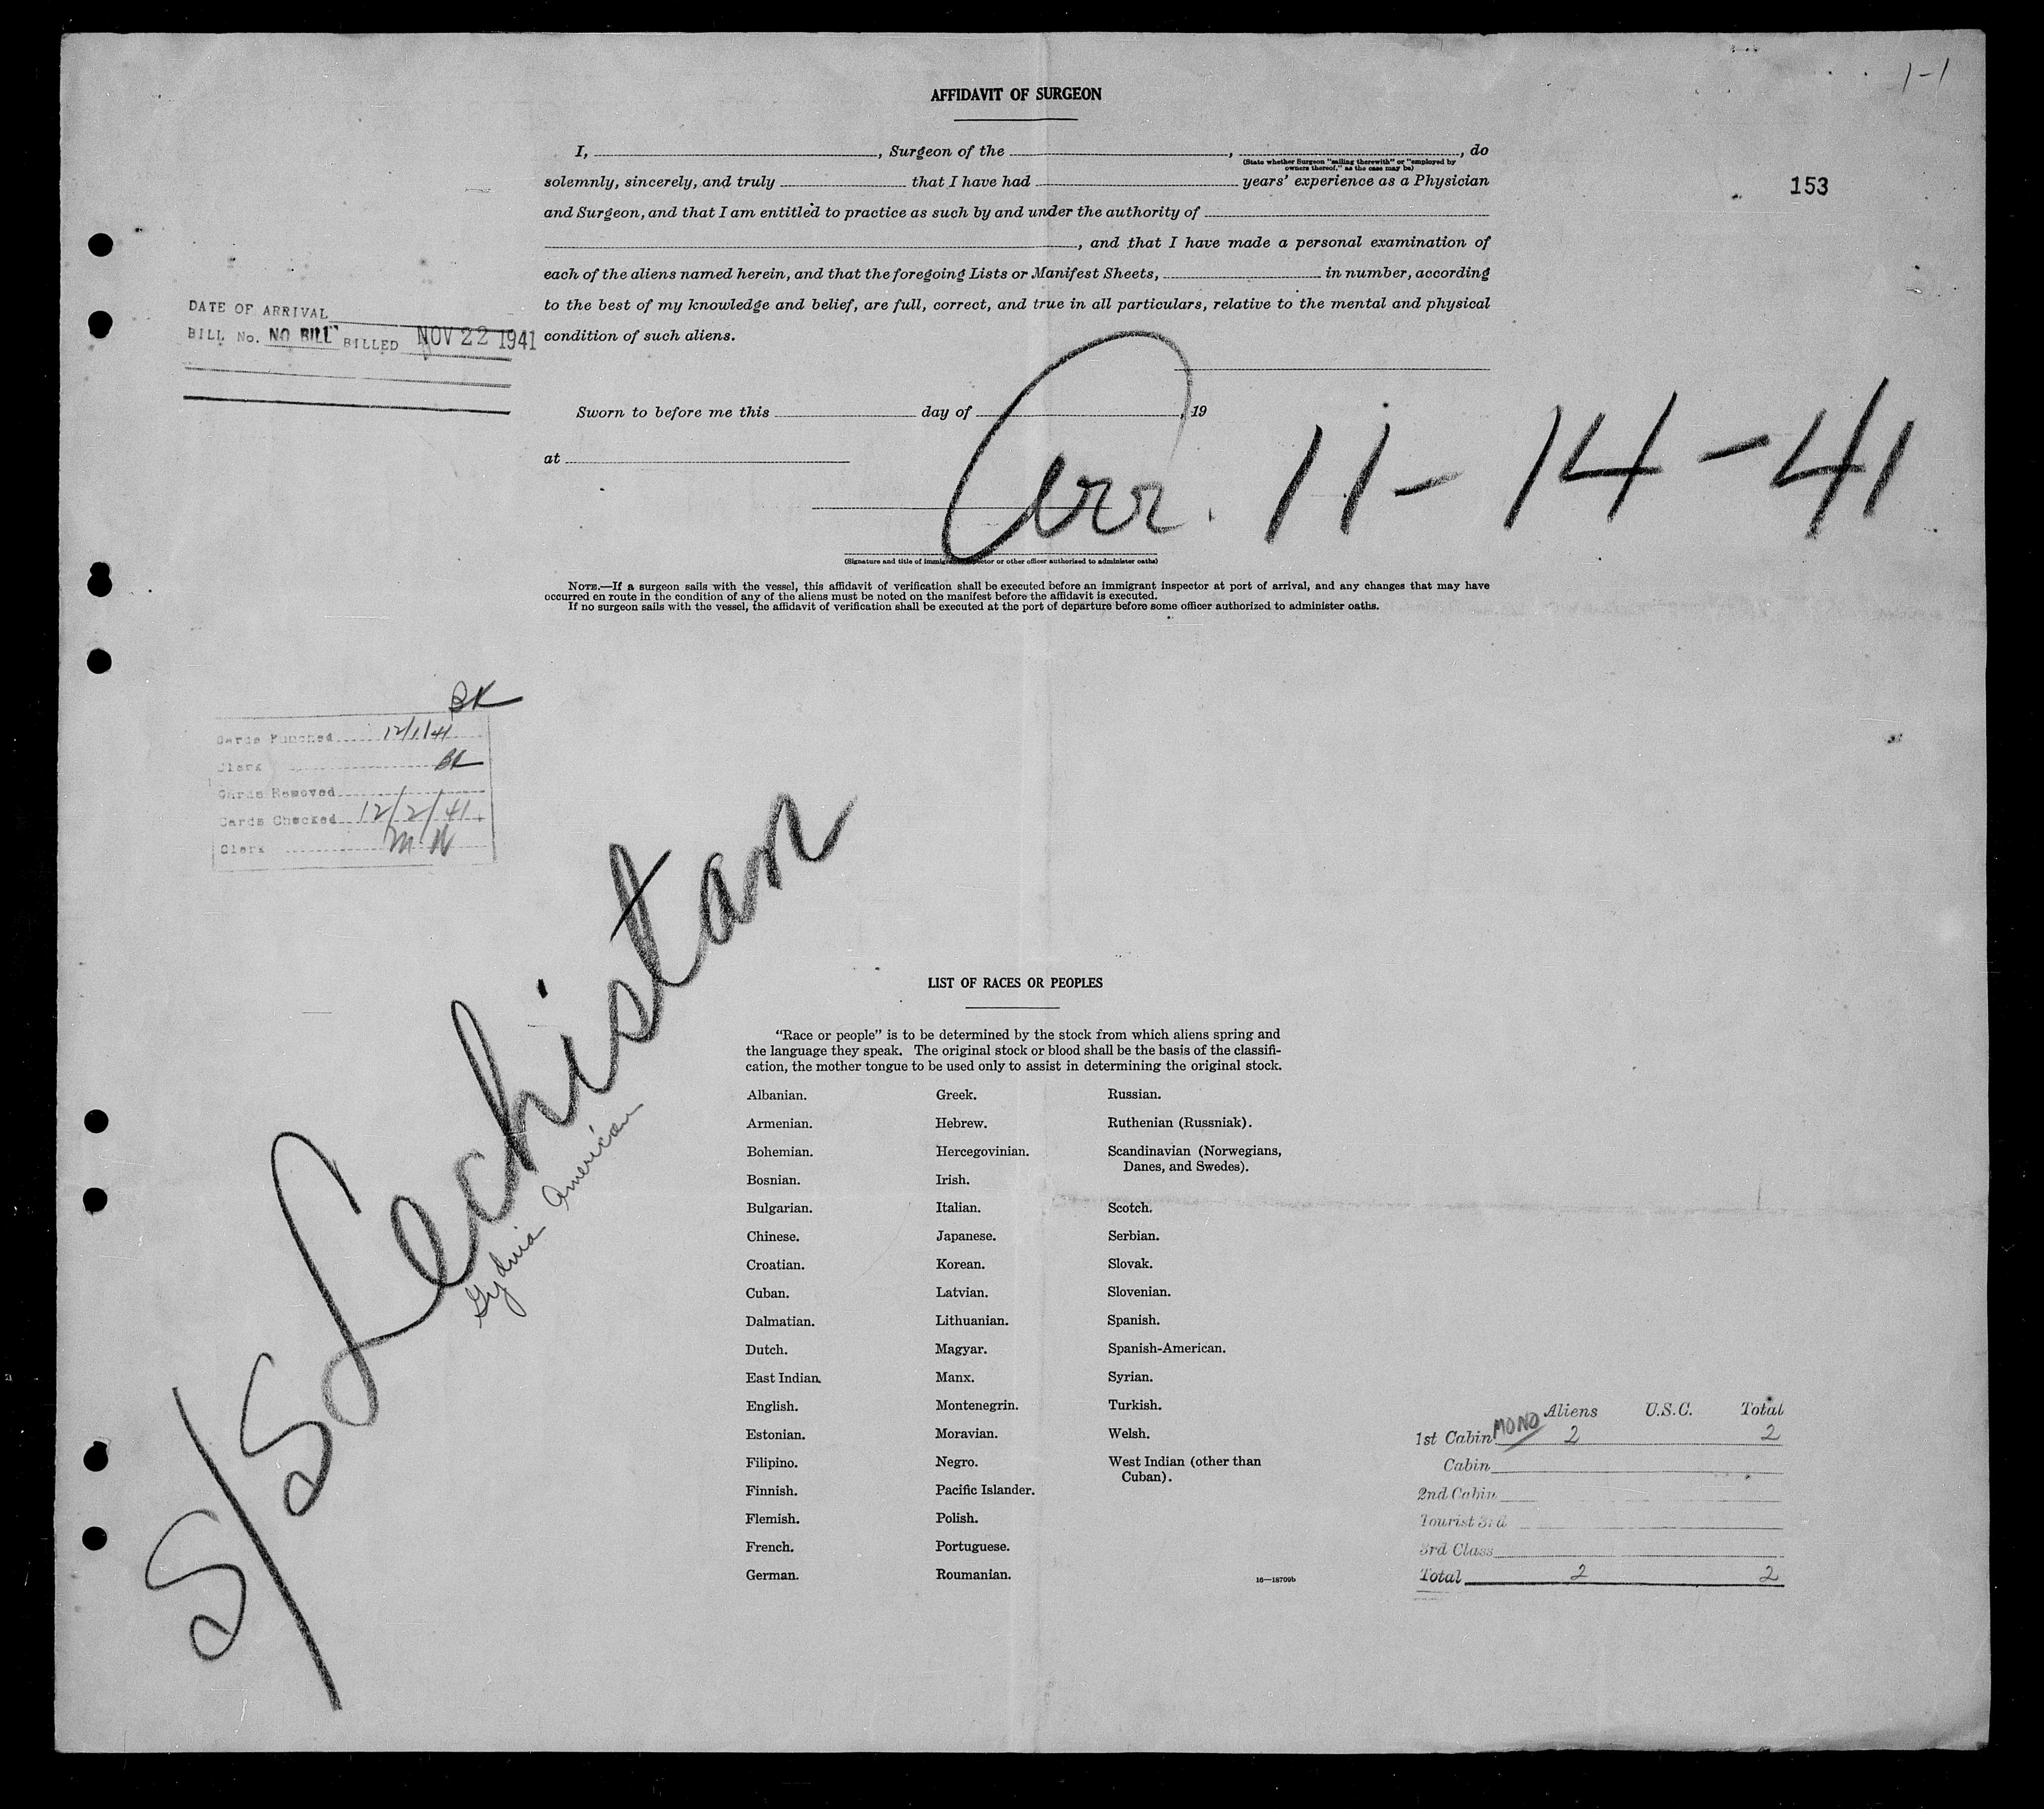 1-1
AFFIDAVIT OF SURGEON
I, , Surgeon of the , , do
(State whether Surgeon "sailing therewith" or "employed by
owners thereof," as the case may be)
solemnly, sincerely, and truly that I have had years' experience as a Physician
153
and Surgeon, and that I am entitled to practice as such by and under the authority of
, and that I have made a personal examination of
each of the aliens named herein, and that the foregoing Lists or Manifest Sheets, in number, according
to the best of my knowledge and belief, are full, correct, and true in all particulars, relative to the mental and physical
condition of such aliens.
DATE OF ARRIVAL
BILL No. NO BILL BILLED NOV 22 1941
Sworn to before me this day of , 19
at
Arr. 11-14-41
(Signature and title of immigrant inspector or other officer authorized to administer oaths)
NOTE.—If a surgeon sails with the vessel, this affidavit of verification shall be executed before an immigrant inspector at port of arrival, and any changes that may have
occurred en route in the condition of any of the aliens must be noted on the manifest before the affidavit is executed.
If no surgeon sails with the vessel, the affidavit of verification shall be executed at the port of departure before some officer authorized to administer oaths.
BK
Cards Punched 12/1/41
Clerk BK
Cards Removed
Cards Checked 12/2/41
Clerk M.N
S/S Lechistan
Gydnia American
LIST OF RACES OR PEOPLES
"Race or people" is to be determined by the stock from which aliens spring and
the language they speak. The original stock or blood shall be the basis of the classifi-
cation, the mother tongue to be used only to assist in determining the original stock.
Albanian.
Armenian.
Bohemian.
Bosnian.
Bulgarian.
Chinese.
Croatian.
Cuban.
Dalmatian.
Dutch.
East Indian.
English.
Estonian.
Filipino.
Finnish.
Flemish.
French.
German.
Greek.
Hebrew.
Hercegovinian.
Irish.
Italian.
Japanese.
Korean.
Latvian.
Lithuanian.
Magyar.
Manx.
Montenegrin.
Moravian.
Negro.
Pacific Islander.
Polish.
Portuguese.
Roumanian.
Russian.
Ruthenian (Russniak).
Scandinavian (Norwegians,
Danes, and Swedes).
Scotch.
Serbian.
Slovak.
Slovenian.
Spanish.
Spanish-American.
Syrian.
Turkish.
Welsh.
West Indian (other than
Cuban).
16—18709b
Aliens U.S.C. Total
1st Cabin MONO 2 2
Cabin
2nd Cabin
Tourist 3rd
3rd Class
Total 2 2